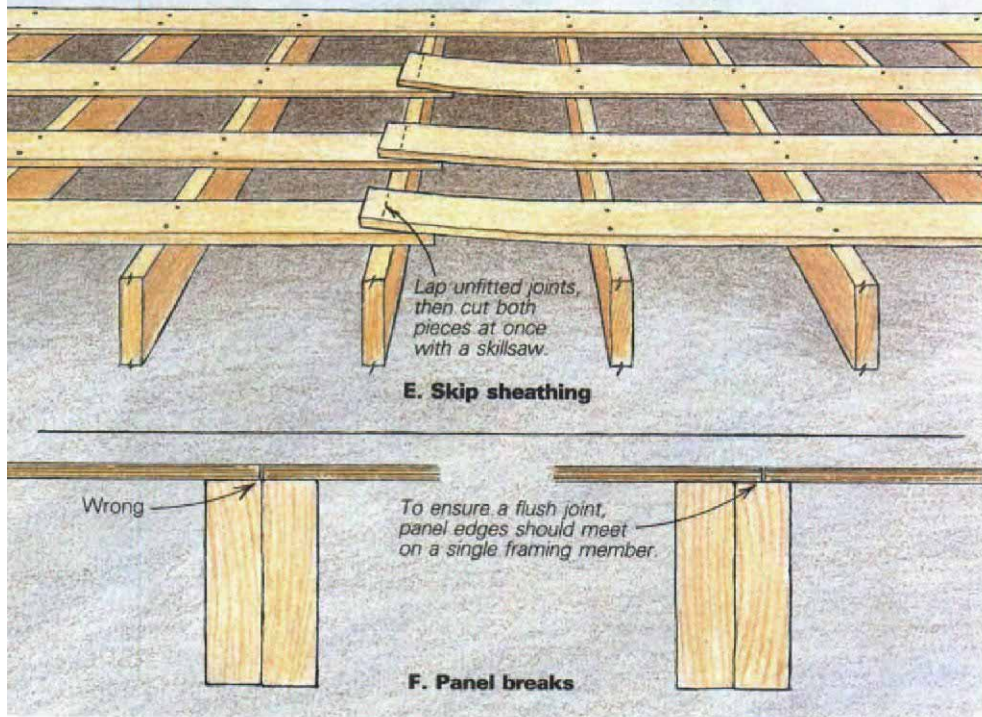 Lap unfitted joints,
then cut both
pieces at once
with a skillsaw.
E. Skip sheathing
Wrong
To ensure a flush joint,
panel edges should meet
on a single framing member.
F. Panel breaks